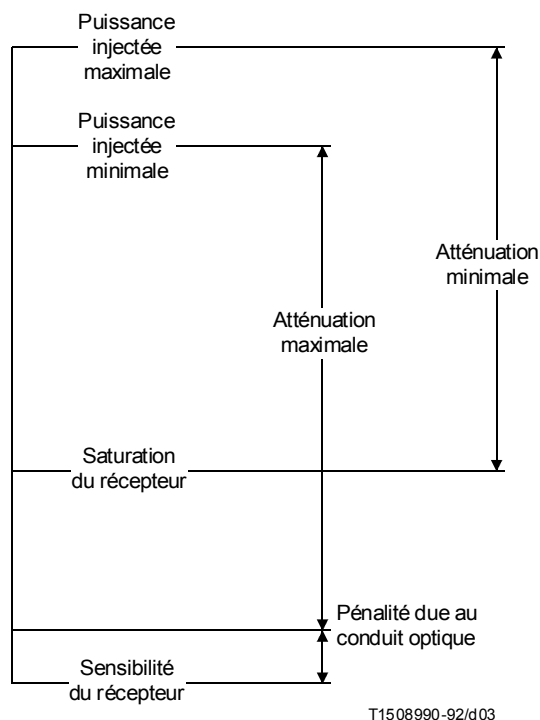 Puissance
injectée
maximale
Puissance
injectée
minimale
Atténuation
minimale
Atténuation
maximale
Saturation
du récepteur
Pénalité due au
conduit optique
Sensibilité
du récepteur
T1508990-92/d03